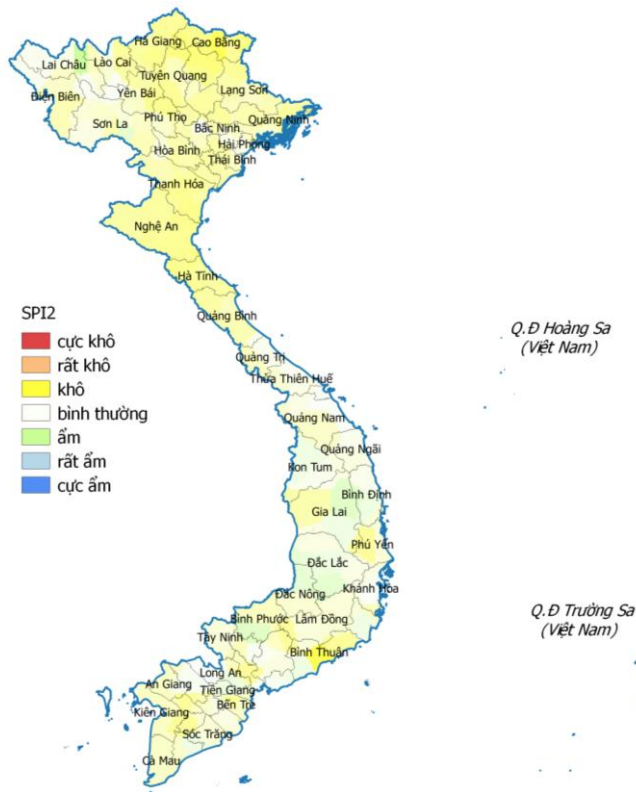 Hà Giang
Cao Bằng
Lai Châu
Lào Cai
Tuyên Quang
Lạng Sơn
Điện Biên
Yên Bái
Sơn La
Phú Thọ
Bắc Ninh
Quảng Ninh
Hải Phòng
Hòa Bình
Thái Bình
Thanh Hóa
Nghệ An
Hà Tĩnh
Quảng Bình
Quảng Trị
Thừa Thiên Huế
Quảng Nam
Quảng Ngãi
Kon Tum
Bình Định
Gia Lai
Phú Yên
Đắc Lắc
Khánh Hòa
Đắc Nông
Bình Phước
Lâm Đồng
Tây Ninh
Bình Thuận
Long An
An Giang
Tiền Giang
Bến Tre
Kiên Giang
Sóc Trăng
Cà Mau
SPI2
cực khô
rất khô
khô
bình thường
ẩm
rất ẩm
cực ẩm
Q.Đ Hoàng Sa
(Việt Nam)
Q.Đ Trường Sa
(Việt Nam)